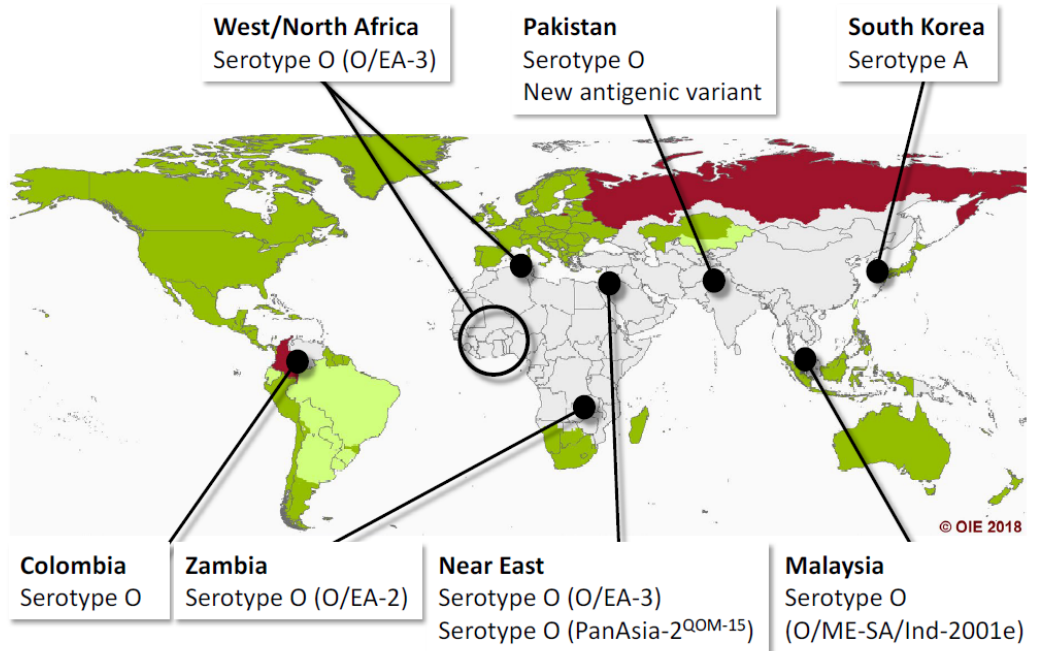 West/North Africa
Serotype O (O/EA-3)
Pakistan
Serotype O
New antigenic variant
South Korea
Serotype A
© OIE 2018
Colombia
Serotype O
Zambia
Serotype O (O/EA-2)
Near East
Serotype O (O/EA-3)
Serotype O (PanAsia-2QOM-15)
Malaysia
Serotype O
(O/ME-SA/Ind-2001e)